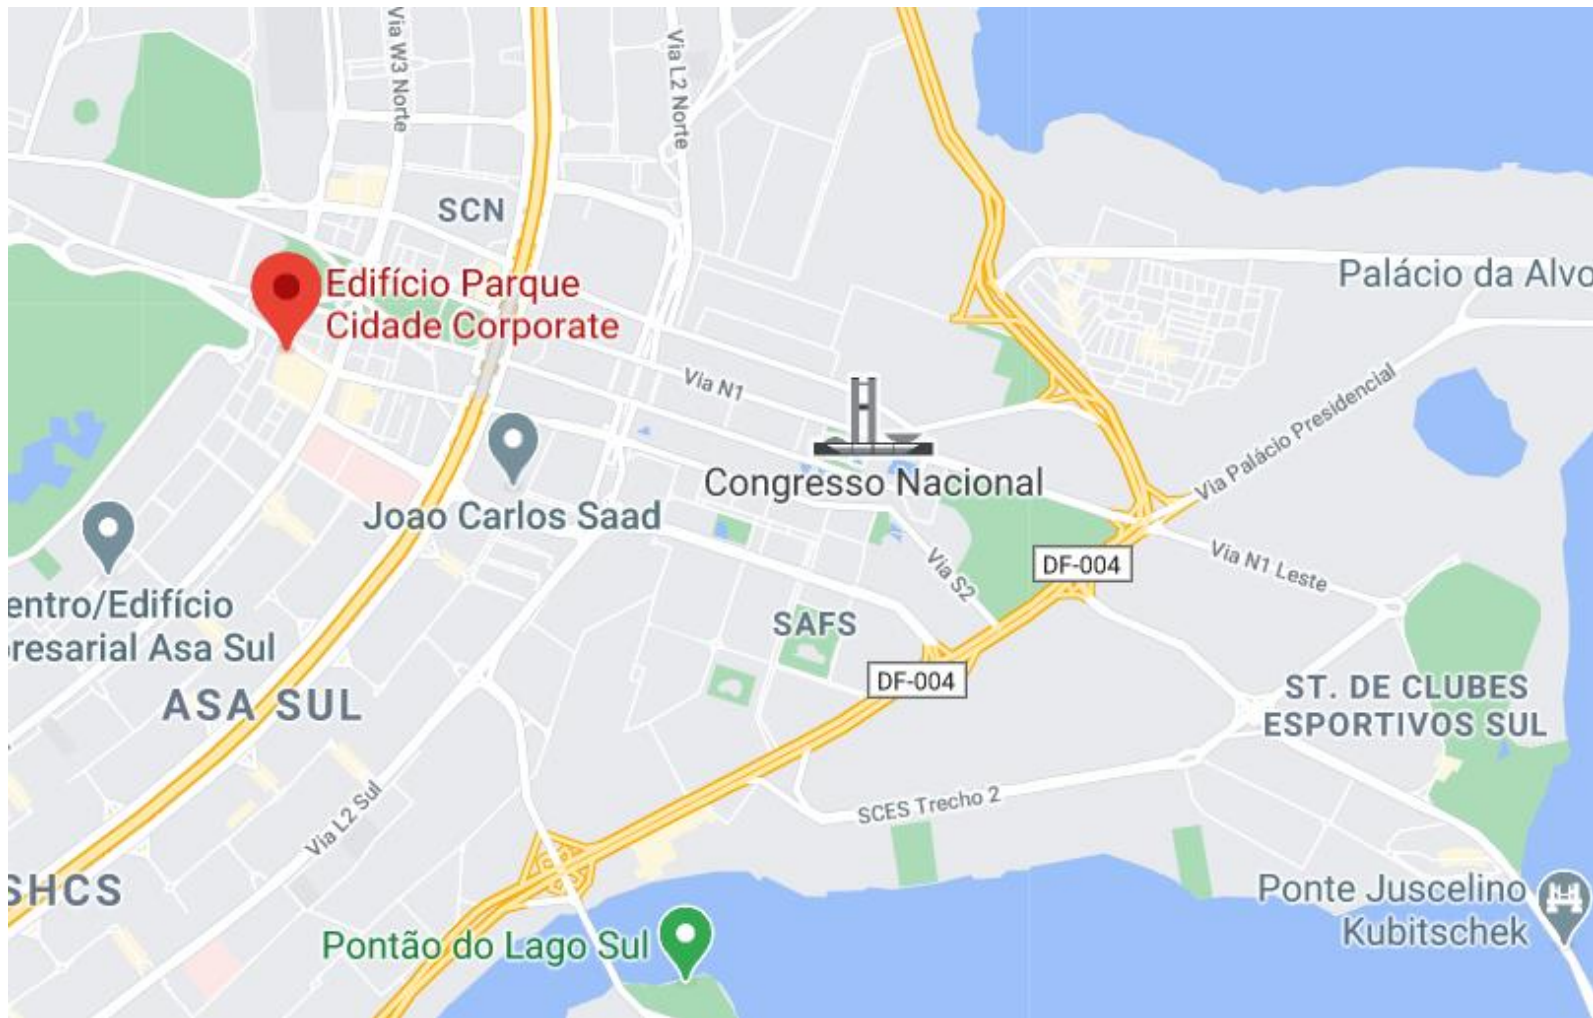 Via W3 Norte
Via L2 Norte
SCN
Palácio da Alvo
Edifício Parque
Cidade Corporate
Via N1
Via Palácio Presidencial
Congresso Nacional
Joao Carlos Saad
DF-004
Via N1 Leste
Via S2
entro/Edifício
resarial Asa Sul
SAFS
DF-004
ASA SUL
ST. DE CLUBES
ESPORTIVOS SUL
SCES Trecho 2
Via L2 Sul
SHCS
Ponte Juscelino
Kubitschek
Pontão do Lago Sul